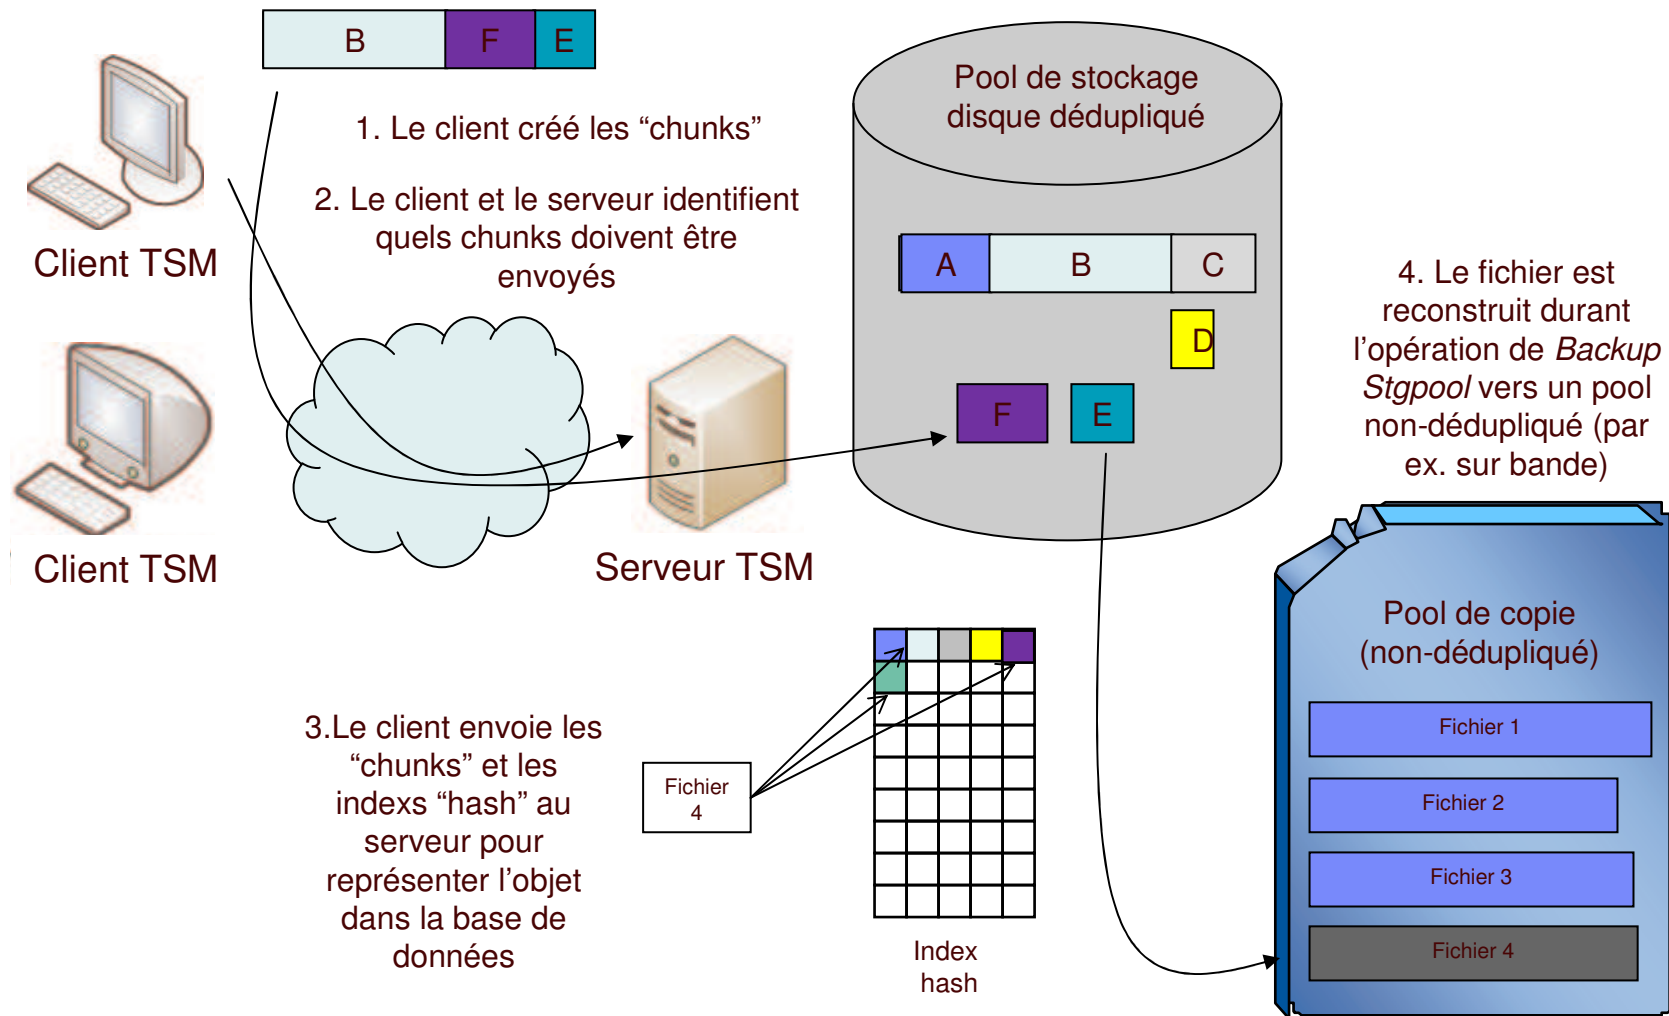 B F E
1. Le client créé les “chunks”
2. Le client et le serveur identifient
quels chunks doivent être
envoyés
Client TSM
Client TSM
Serveur TSM
Pool de stockage
disque dédupliqué
A B C
D
F E
4. Le fichier est
reconstruit durant
l’opération de Backup
Stgpool vers un pool
non-dédupliqué (par
ex. sur bande)
3.Le client envoie les
“chunks” et les
indexs “hash” au
serveur pour
représenter l’objet
dans la base de
données
Fichier
4
Index
hash
Pool de copie
(non-dédupliqué)
Fichier 1
Fichier 2
Fichier 3
Fichier 4